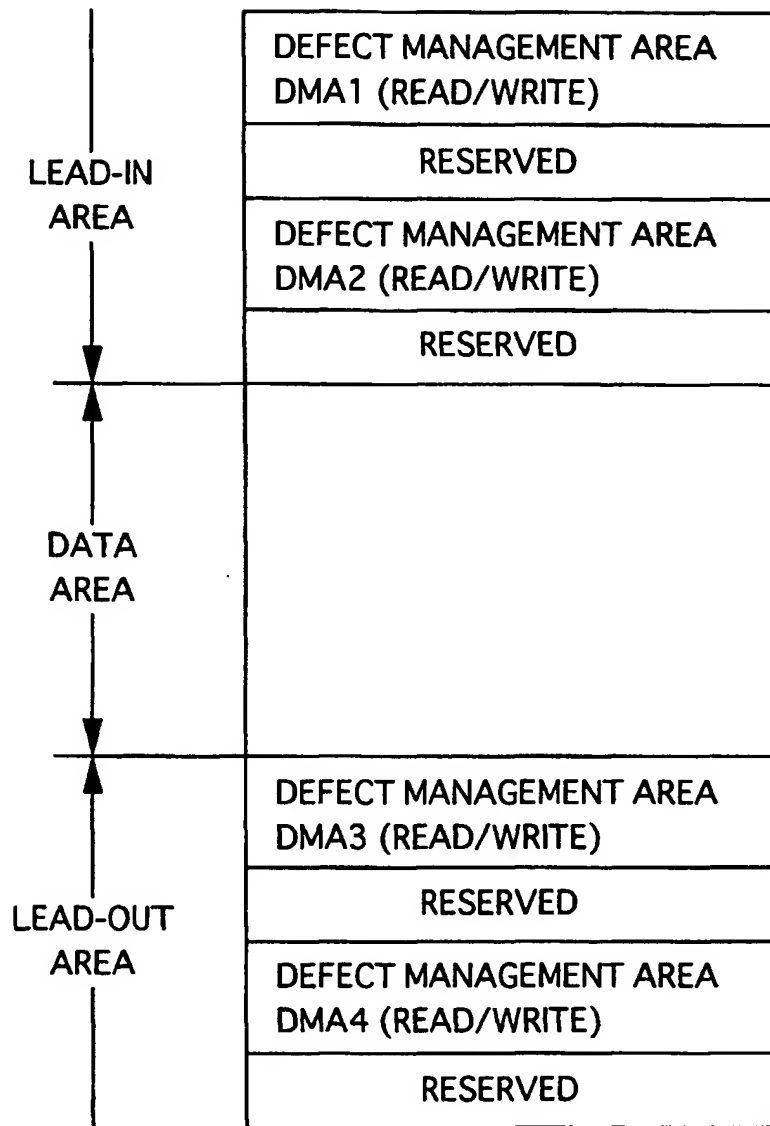 DEFECT MANAGEMENT AREA
DMA1 (READ/WRITE)
RESERVED
LEAD-IN
AREA
DEFECT MANAGEMENT AREA
DMA2 (READ/WRITE)
RESERVED
DATA
AREA
DEFECT MANAGEMENT AREA
DMA3 (READ/WRITE)
RESERVED
LEAD-OUT
AREA
DEFECT MANAGEMENT AREA
DMA4 (READ/WRITE)
RESERVED